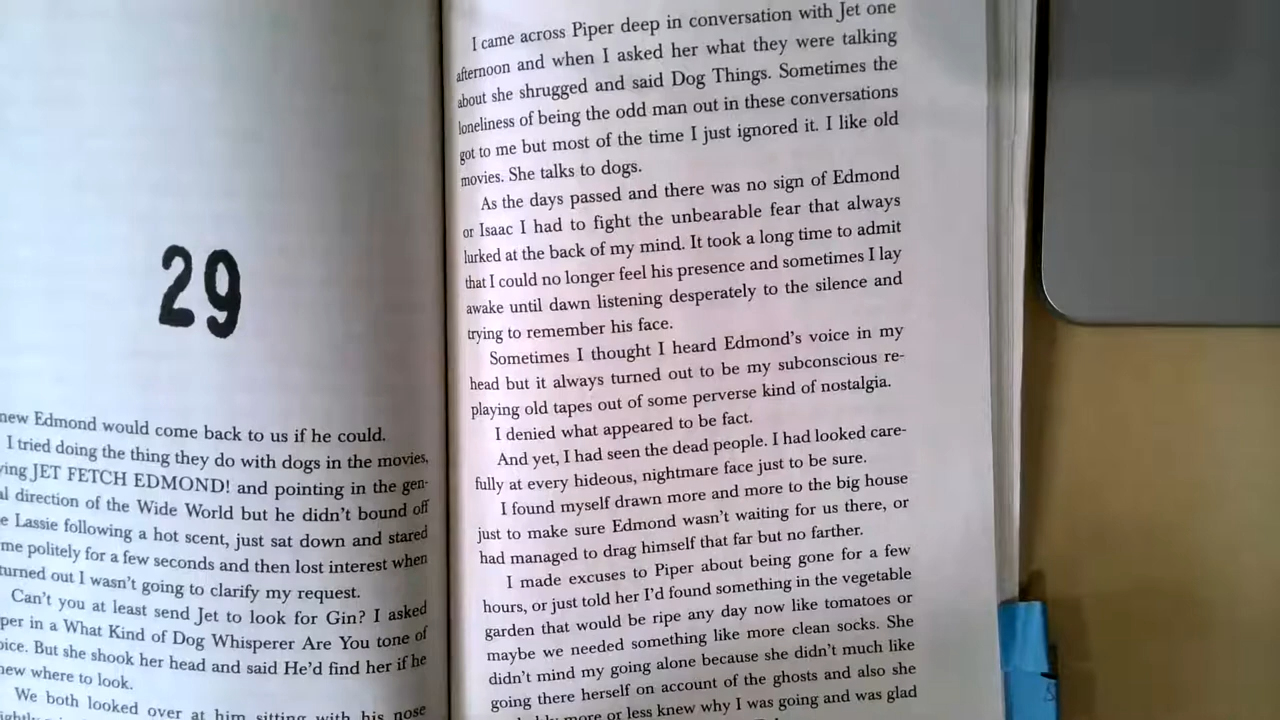 29
new Edmond would come back to us if he could.
I tried doing the thing they do with dogs in the movies,
ying JET FETCH EDMOND! and pointing in the gen-
al direction of the Wide World but he didn't bound off
e Lassie following a hot scent, just sat down and stared
me politely for a few seconds and then lost interest when
turned out I wasn't going to clarify my request.
Can't you at least send Jet to look for Gin? I asked
per in a What Kind of Dog Whisperer Are You tone of
oice. But she shook her head and said He'd find her if he
new where to look.
We both looked over at him sitting with his nose
I came across Piper deep in conversation with Jet one
afternoon and when I asked her what they were talking
about she shrugged and said Dog Things. Sometimes the
loneliness of being the odd man out in these conversations
got to me but most of the time I just ignored it. I like old
movies. She talks to dogs.
As the days passed and there was no sign of Edmond
or Isaac I had to fight the unbearable fear that always
lurked at the back of my mind. It took a long time to admit
that I could no longer feel his presence and sometimes I lay
awake until dawn listening desperately to the silence and
trying to remember his face.
Sometimes I thought I heard Edmond's voice in my
head but it always turned out to be my subconscious re-
playing old tapes out of some perverse kind of nostalgia.
I denied what appeared to be fact.
And yet, I had seen the dead people. I had looked care-
fully at every hideous, nightmare face just to be sure.
I found myself drawn more and more to the big house
just to make sure Edmond wasn't waiting for us there, or
had managed to drag himself that far but no farther.
I made excuses to Piper about being gone for a few
hours, or just told her I'd found something in the vegetable
garden that would be ripe any day now like tomatoes or
maybe we needed something like more clean socks. She
didn't mind my going alone because she didn't much like
going there herself on account of the ghosts and also she
more or less knew why I was going and was glad